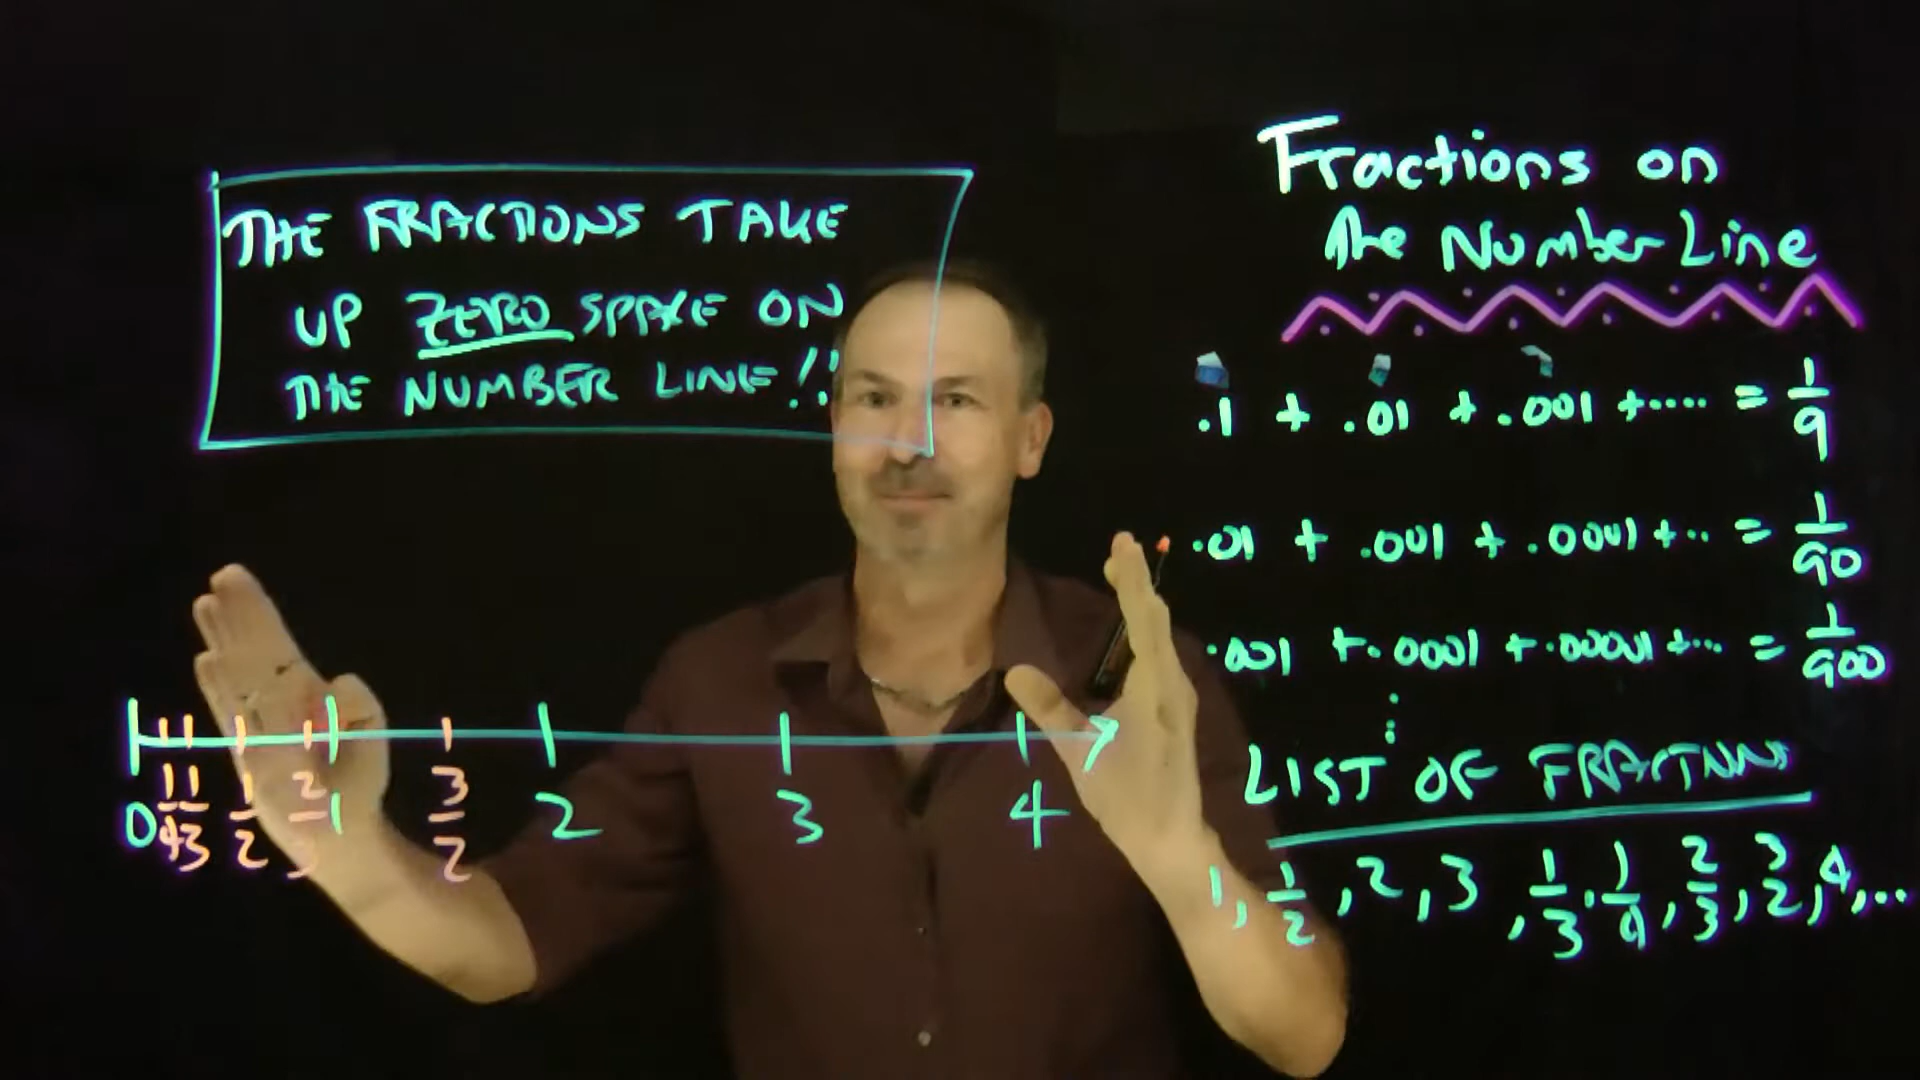 THE FRACTIONS TAKE
UP ZERO SPACE ON
THE NUMBER LINE!!
Fractions on
The Number Line
.1 + .01 + .001 + .... = 1/9
.01 + .001 + .0001 + .. = 1/90
.001 + .0001 + .00001 + ... = 1/900
LIST OF FRACTIONS
1, 1/2, 2, 3, 1/3, 1/4, 2/3, 3/2, 4, ...
0 1/4 1/3 1/2 2/3 1 3/2 2 3 4